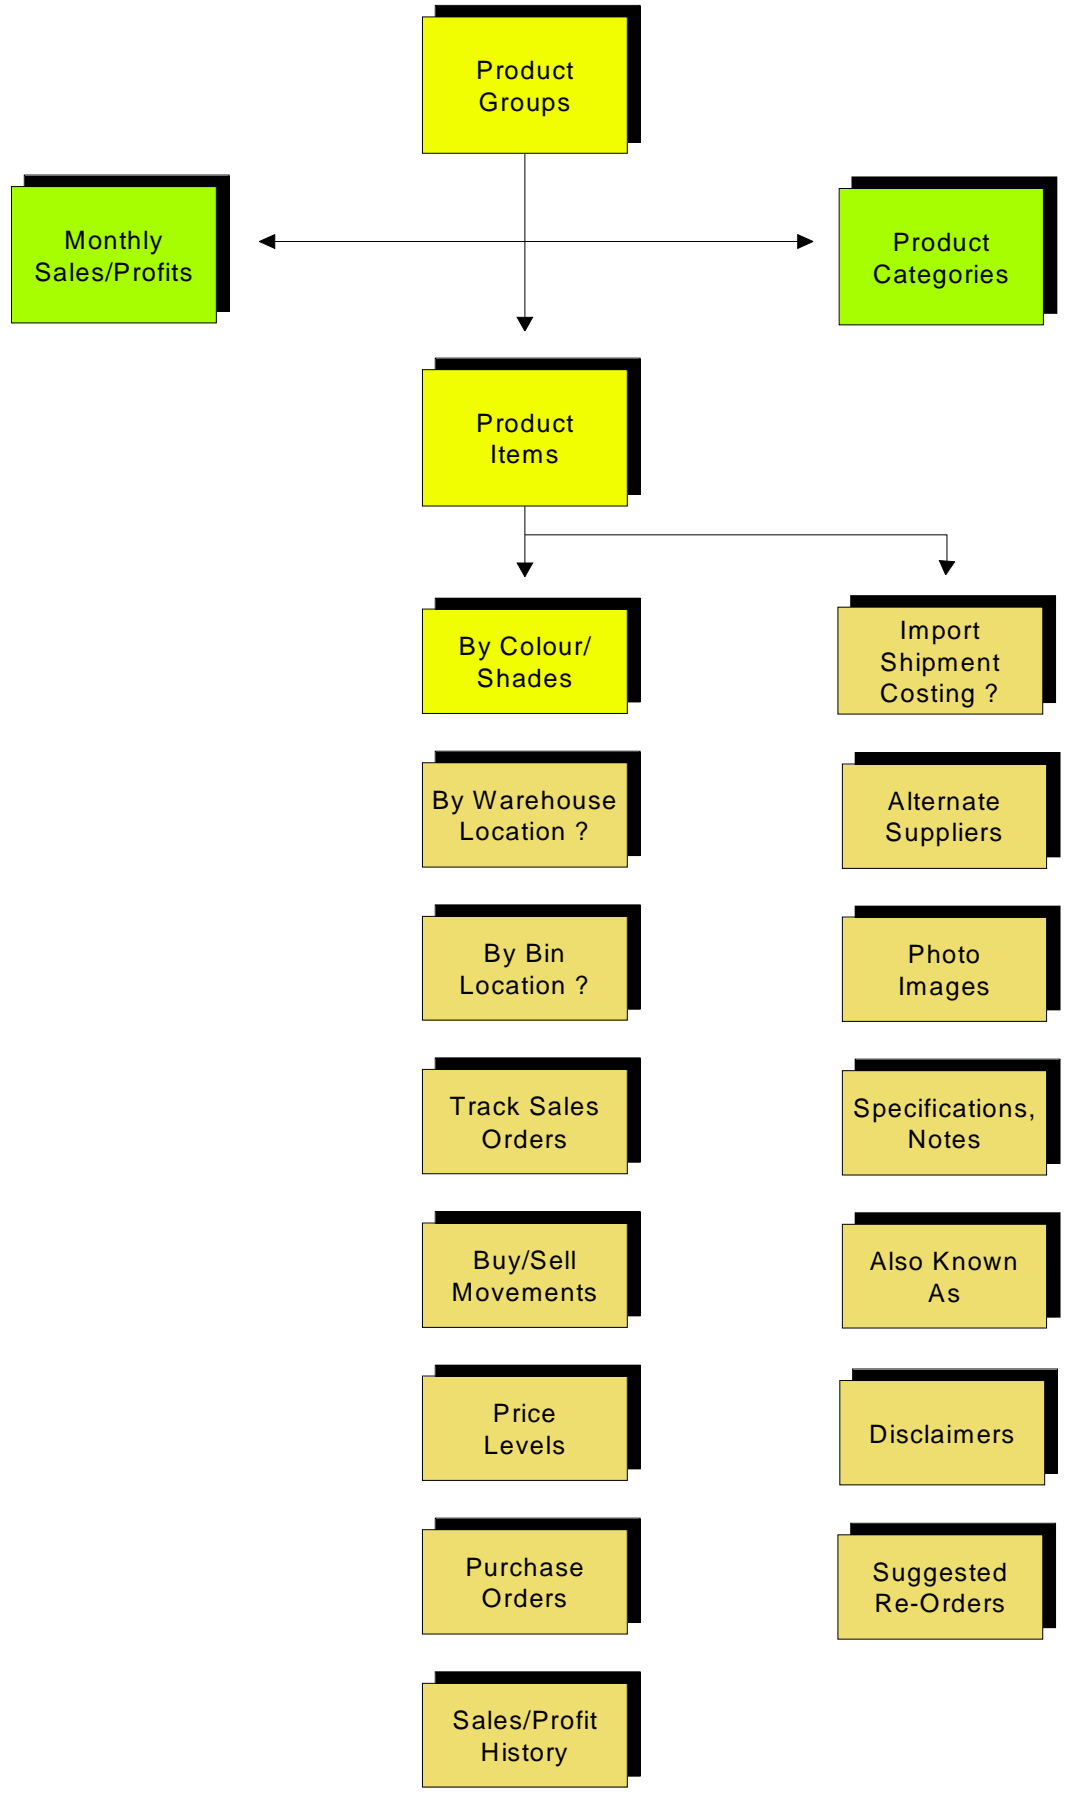 Product
Groups
Monthly
Sales/Profits
Product
Categories
Product
Items
By Colour/
Shades
Import
Shipment
Costing ?
By Warehouse
Location ?
Alternate
Suppliers
By Bin
Location ?
Photo
Images
Track Sales
Orders
Specifications,
Notes
Buy/Sell
Movements
Also Known
As
Price
Levels
Disclaimers
Purchase
Orders
Suggested
Re-Orders
Sales/Profit
History